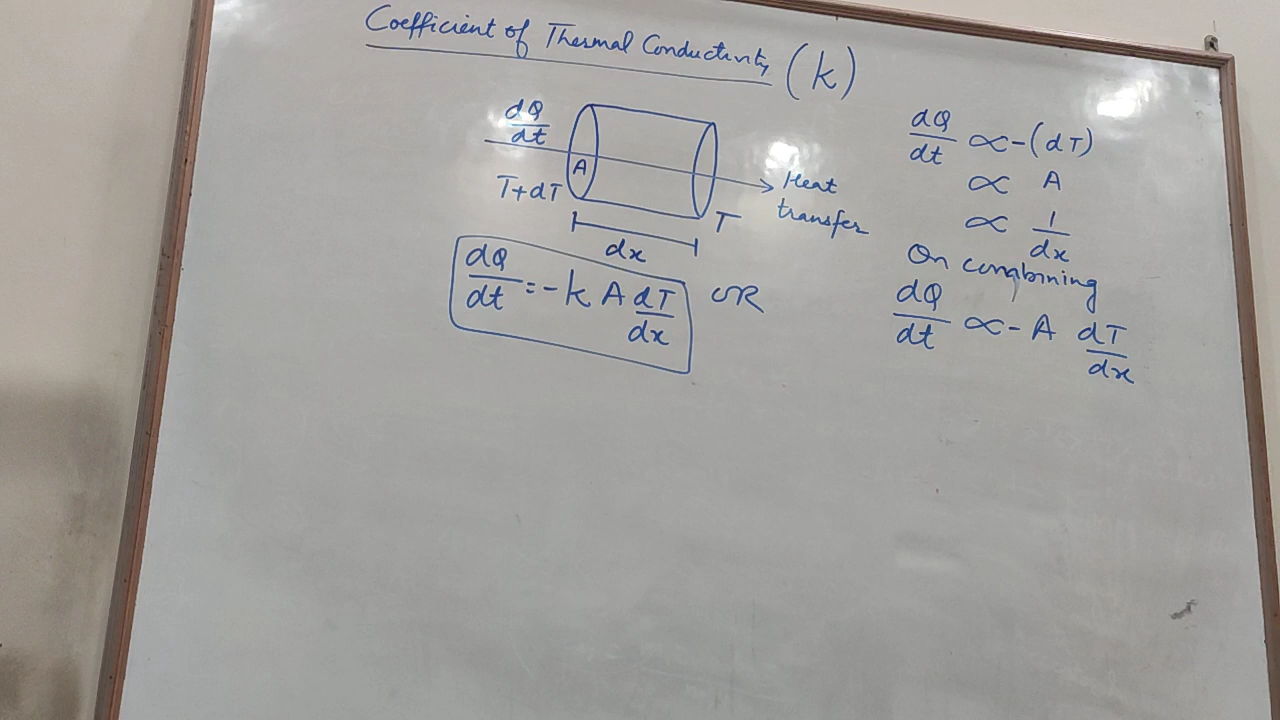 Coefficient of Thermal Conductivity (k)
dQ/dt
A
T+dT
T
dx
Heat
transfer
dQ/dt = -k A dT/dx OR
dQ/dt ∝ -(dT)
∝ A
∝ 1/dx
On combining
dQ/dt ∝ - A dT/dx